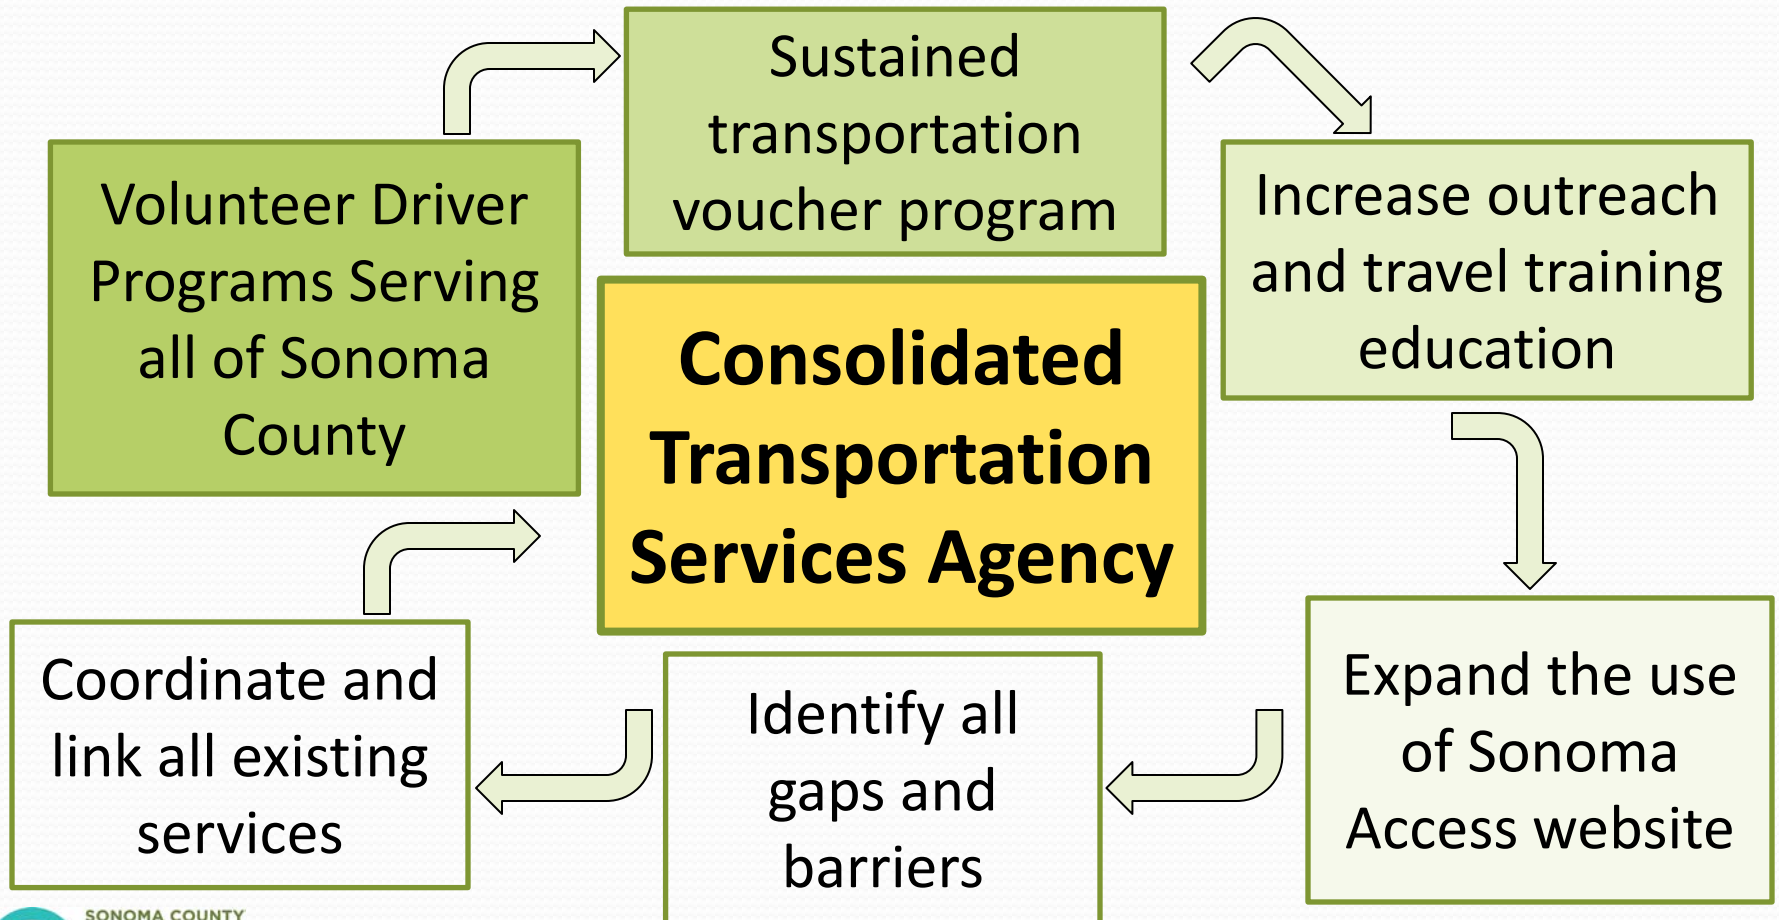 Sustained
transportation
voucher program
Increase outreach
and travel training
education
Expand the use
of Sonoma
Access website
Identify all
gaps and
barriers
Coordinate and
link all existing
services
Volunteer Driver
Programs Serving
all of Sonoma
County
Consolidated
Transportation
Services Agency
SONOMA COUNTY